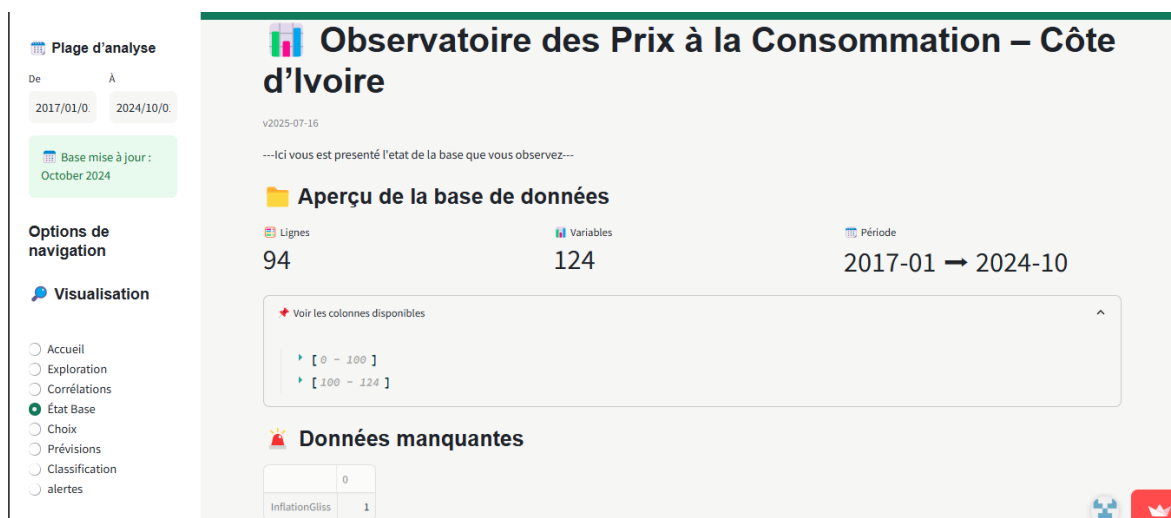 Plage d'analyse
De
À
2017/01/0
2024/10/0
Base mise à jour :
October 2024
Options de
navigation
Visualisation
Accueil
Exploration
Corrélations
État Base
Choix
Prévisions
Classification
alertes
Observatoire des Prix à la Consommation – Côte
d'Ivoire
v2025-07-16
---Ici vous est presenté l'etat de la base que vous observez---
Aperçu de la base de données
Lignes
94
Variables
124
Période
2017-01 ➡ 2024-10
Voir les colonnes disponibles
[ 0 – 100 ]
[ 100 – 124 ]
Données manquantes
0
InflationGliss 1